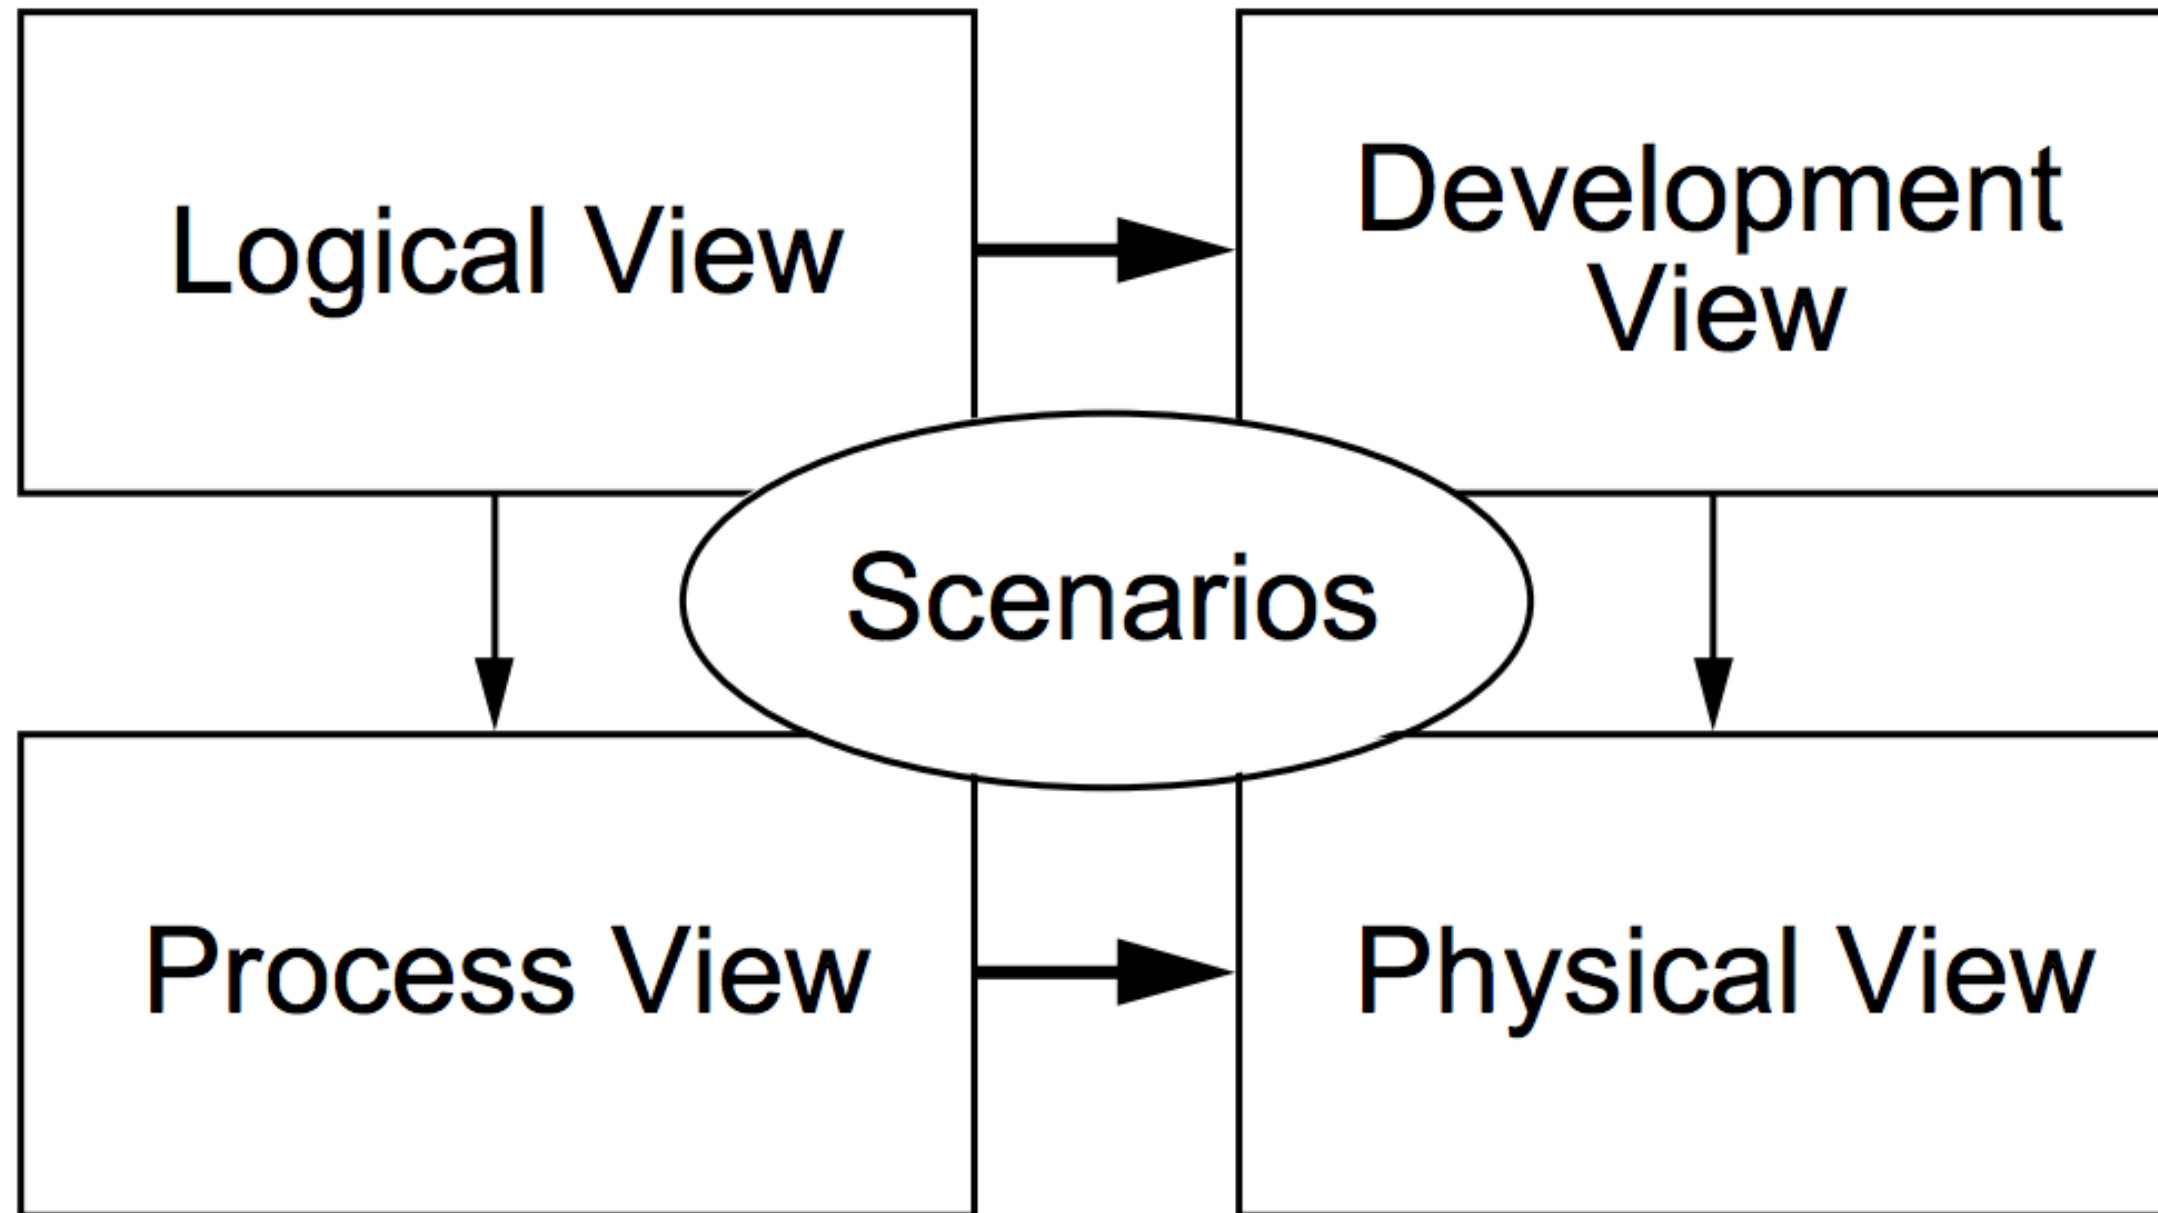 Logical View
Development
View
Scenarios
Process View
Physical View